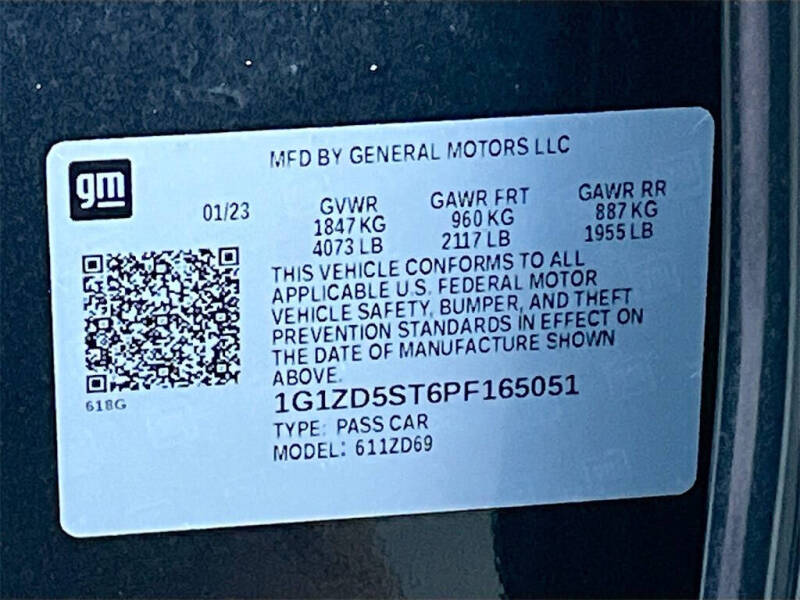 MFD BY GENERAL MOTORS LLC
gm
01/23
GVWR GAWR FRT GAWR RR
1847 KG 960 KG 887 KG
4073 LB 2117 LB 1955 LB
THIS VEHICLE CONFORMS TO ALL
APPLICABLE U.S. FEDERAL MOTOR
VEHICLE SAFETY, BUMPER, AND THEFT
PREVENTION STANDARDS IN EFFECT ON
THE DATE OF MANUFACTURE SHOWN
ABOVE.
618G
1G1ZD5ST6PF165051
TYPE: PASS CAR
MODEL: 611ZD69